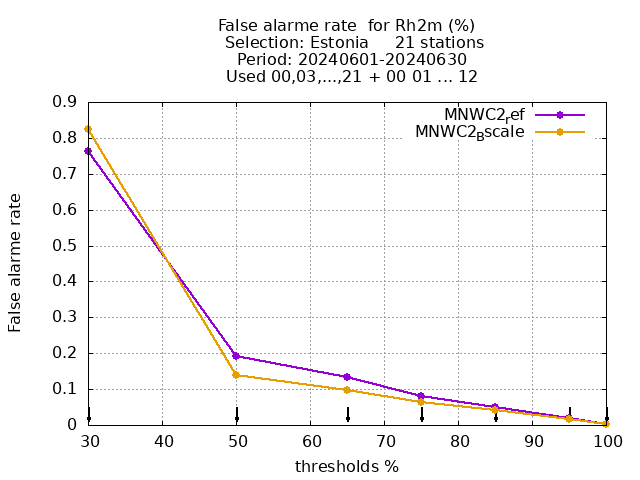 False alarme rate  for Rh2m (%)
Selection: Estonia     21 stations
Period: 20240601-20240630
Used 00,03,...,21 + 00 01 ... 12
MNWC2ref
MNWC2Bscale
False alarme rate
0.9
0.8
0.7
0.6
0.5
0.4
0.3
0.2
0.1
0
30 40 50 60 70 80 90 100
thresholds %